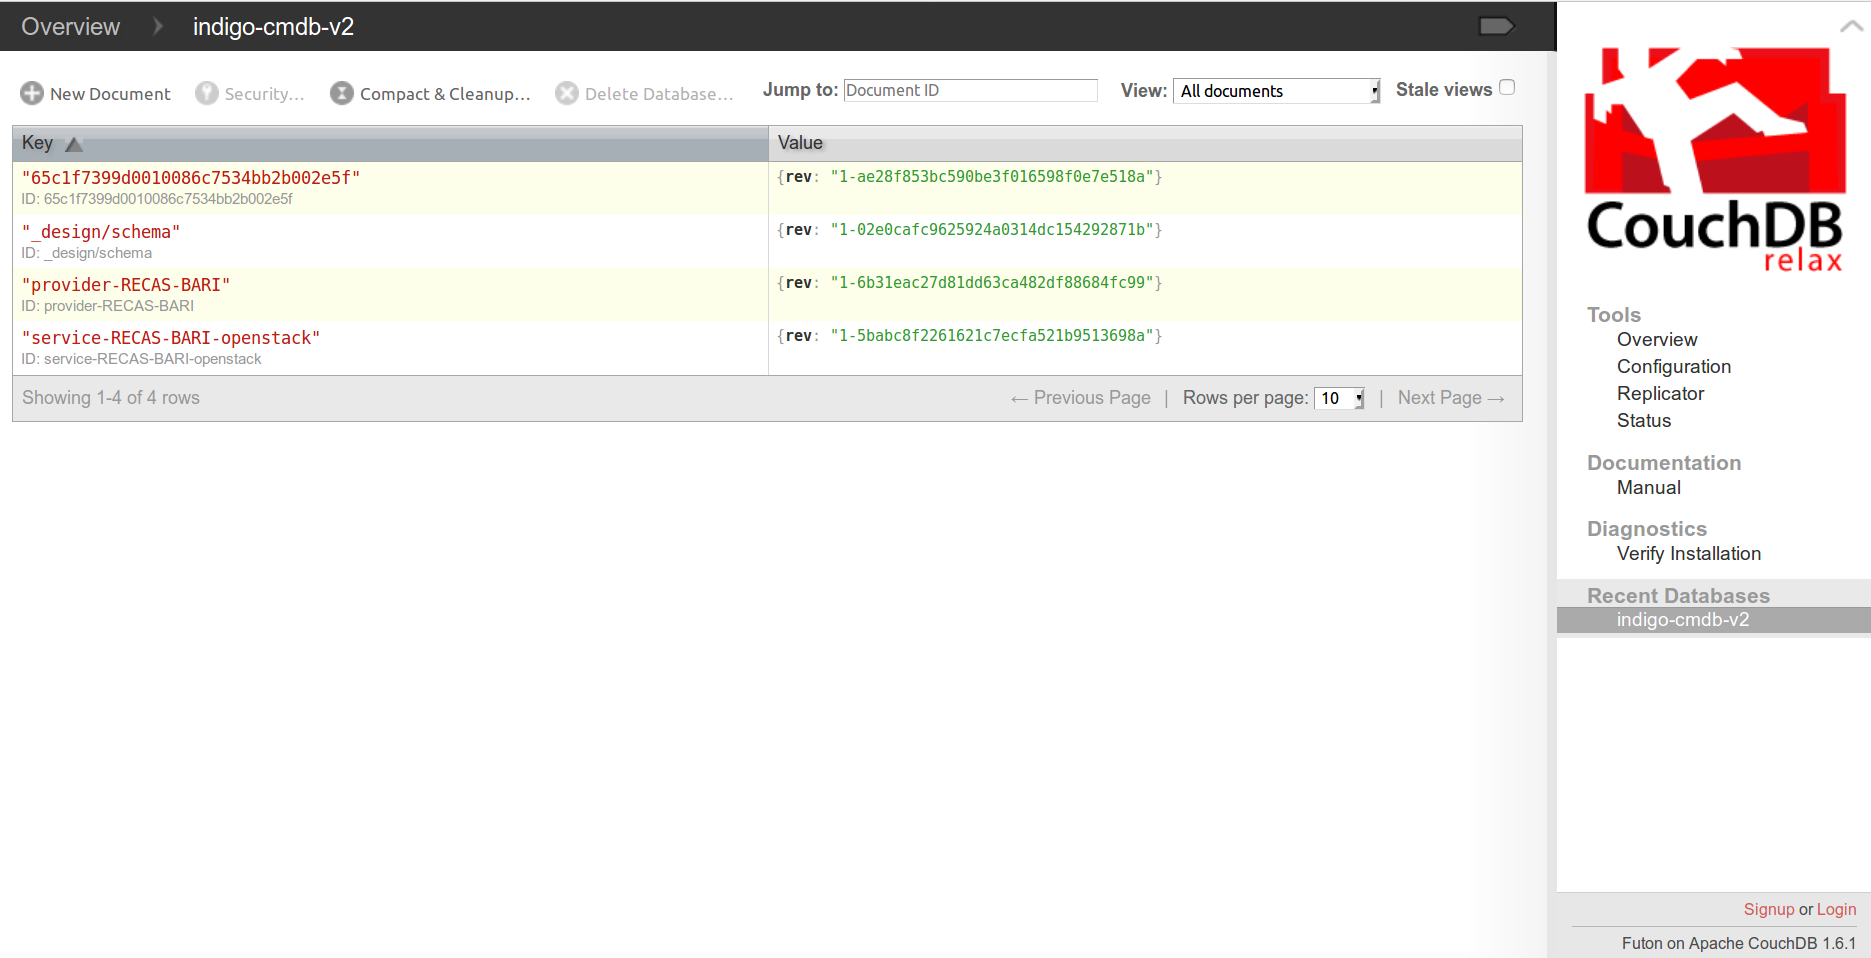 Overview indigo-cmdb-v2
New Document Security… Compact & Cleanup… Delete Database… Jump to: Document ID View: All documents Stale views
Key Value
"65c1f7399d0010086c7534bb2b002e5f" {rev: "1-ae28f853bc590be3f016598f0e7e518a"}
ID: 65c1f7399d0010086c7534bb2b002e5f
"_design/schema" {rev: "1-02e0cafc9625924a0314dc154292871b"}
ID: _design/schema
"provider-RECAS-BARI" {rev: "1-6b31eac27d81dd63ca482df88684fc99"}
ID: provider-RECAS-BARI
"service-RECAS-BARI-openstack" {rev: "1-5babc8f2261621c7ecfa521b9513698a"}
ID: service-RECAS-BARI-openstack
Showing 1-4 of 4 rows ← Previous Page | Rows per page: 10 | Next Page →
CouchDB
relax
Tools
Overview
Configuration
Replicator
Status
Documentation
Manual
Diagnostics
Verify Installation
Recent Databases
indigo-cmdb-v2
Signup or Login
Futon on Apache CouchDB 1.6.1